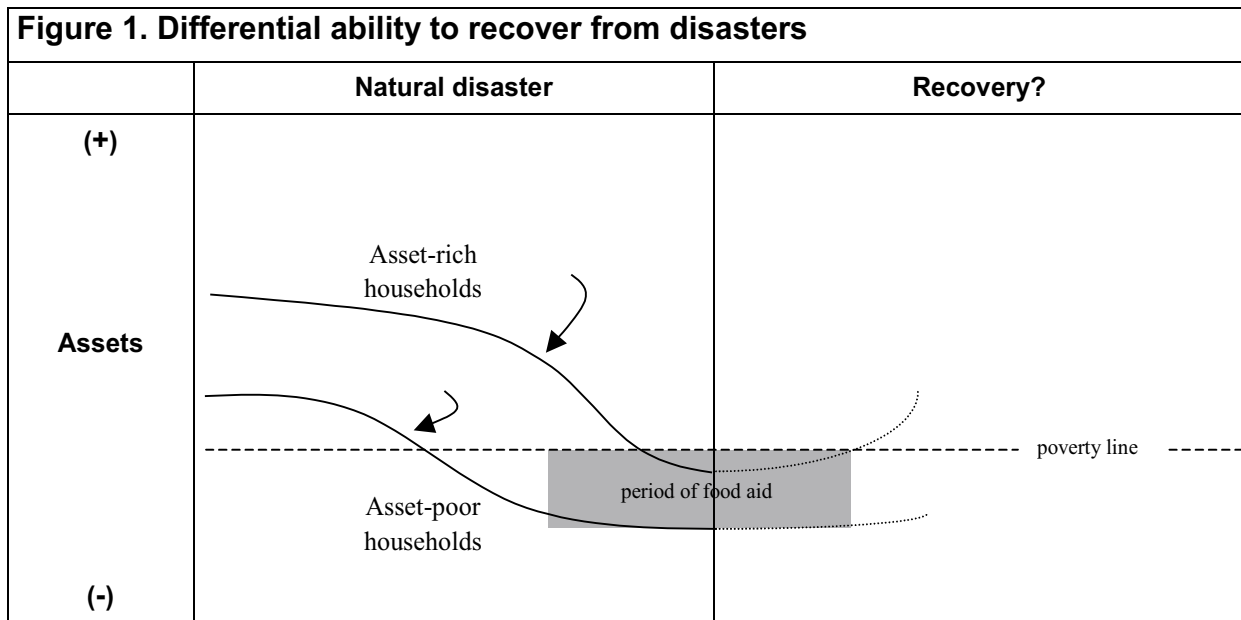 Figure 1. Differential ability to recover from disasters
Natural disaster
Recovery?
(+)
Asset-rich
households
Assets
poverty line
period of food aid
Asset-poor
households
(-)